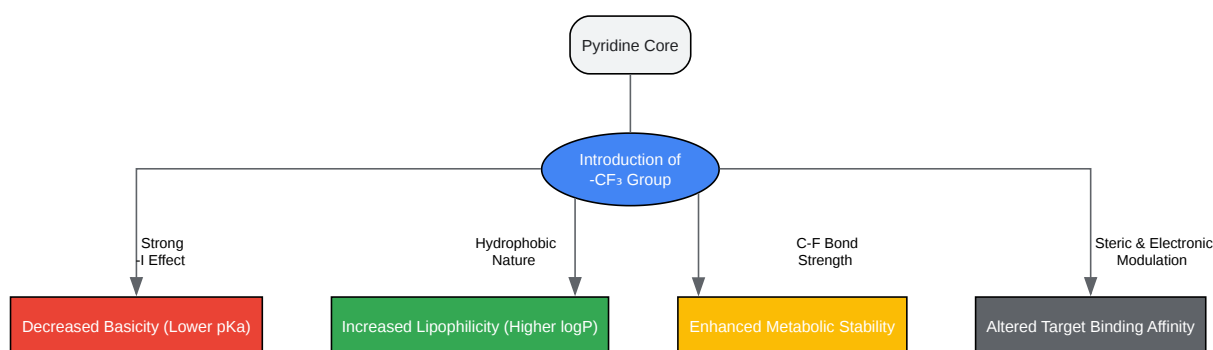 Pyridine Core
Introduction of
-CF₃ Group
Strong
-I Effect
Hydrophobic
Nature
C-F Bond
Strength
Steric & Electronic
Modulation
Decreased Basicity (Lower pKa)
Increased Lipophilicity (Higher logP)
Enhanced Metabolic Stability
Altered Target Binding Affinity